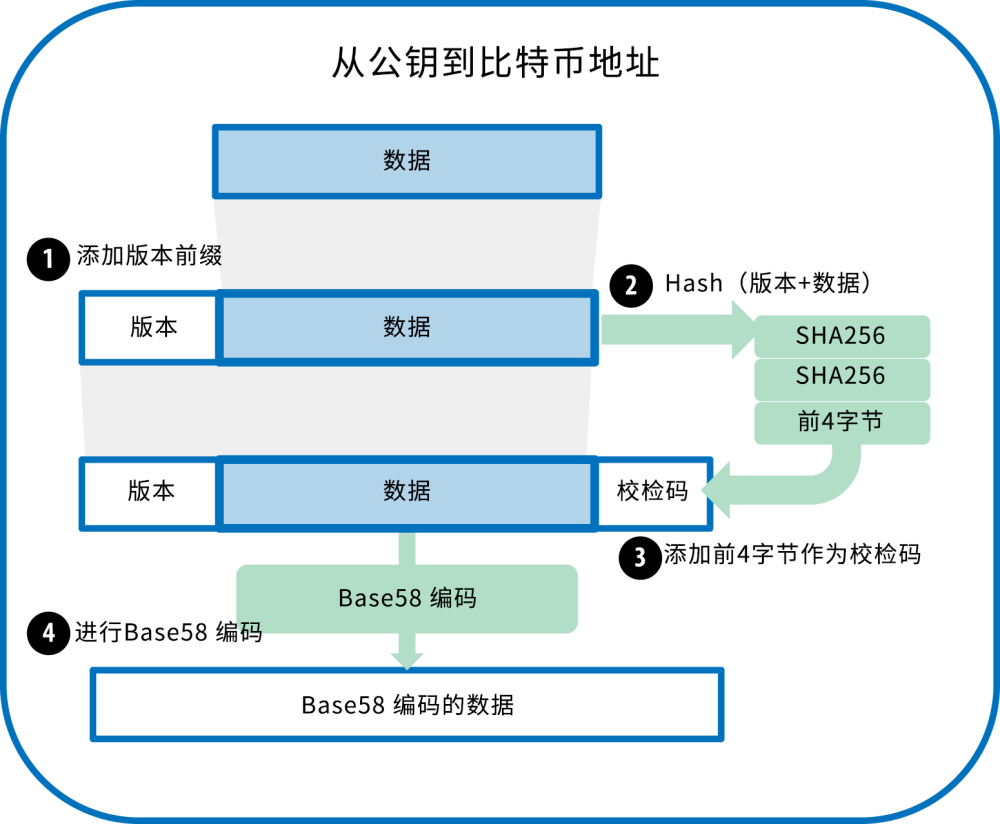 从公钥到比特币地址
数据
1 添加版本前缀
2 Hash（版本+数据）
版本
数据
SHA256
SHA256
前4字节
版本
数据
校检码
3 添加前4字节作为校检码
Base58 编码
4 进行Base58 编码
Base58 编码的数据